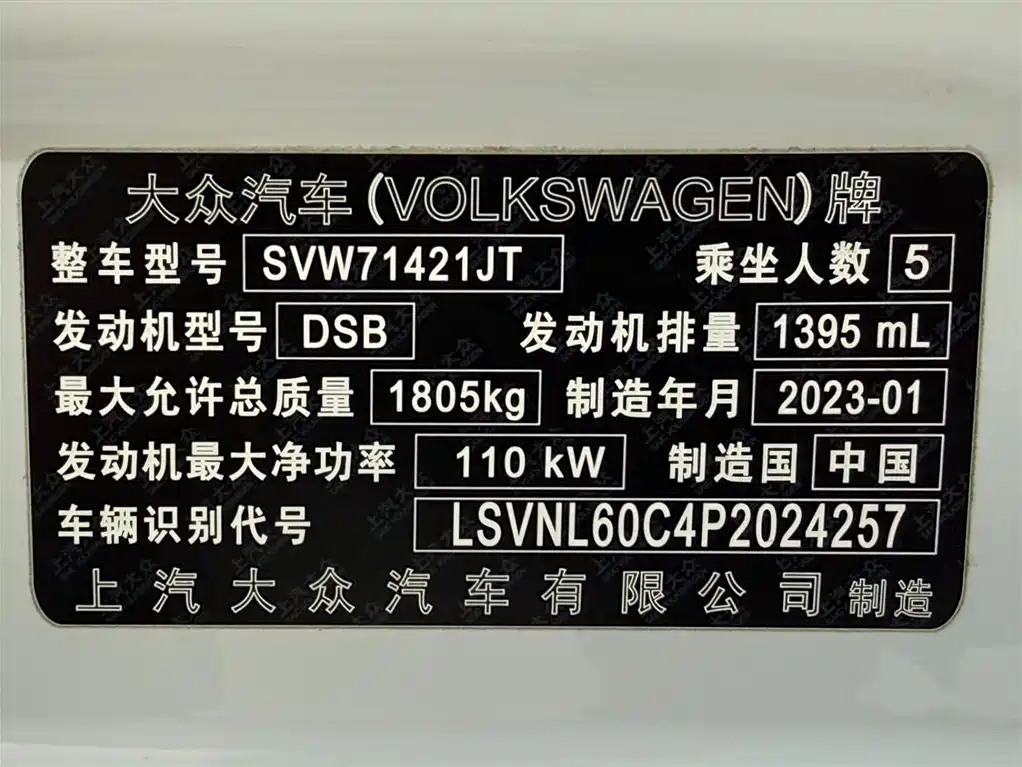 大众汽车(VOLKSWAGEN)牌
整车型号 SVW71421JT 乘坐人数 5
发动机型号 DSB 发动机排量 1395 mL
最大允许总质量 1805kg 制造年月 2023-01
发动机最大净功率 110 kW 制造国 中国
车辆识别代号 LSVNL60C4P2024257
上汽大众汽车有限公司 制造